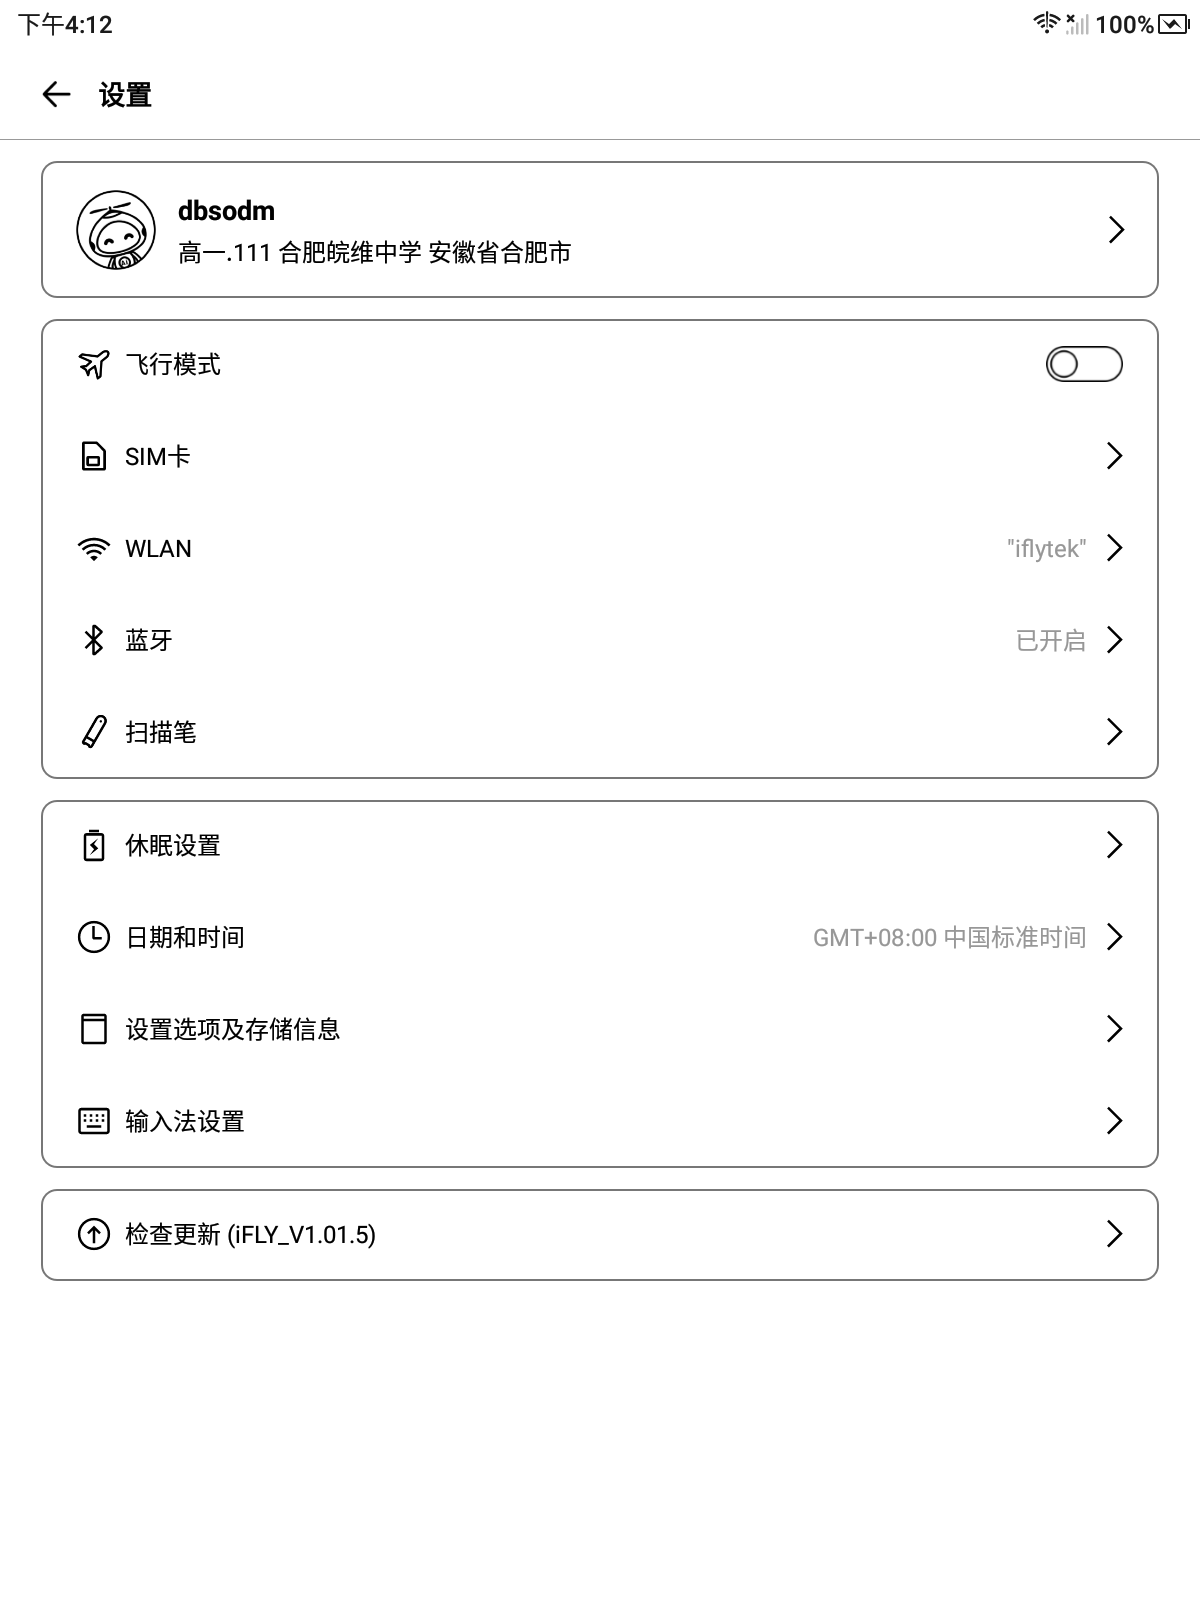 下午4:12
100%
设置
dbsodm
高一.111 合肥皖维中学 安徽省合肥市
飞行模式
SIM卡
WLAN "iflytek"
蓝牙 已开启
扫描笔
休眠设置
日期和时间 GMT+08:00 中国标准时间
设置选项及存储信息
输入法设置
检查更新 (iFLY_V1.01.5)